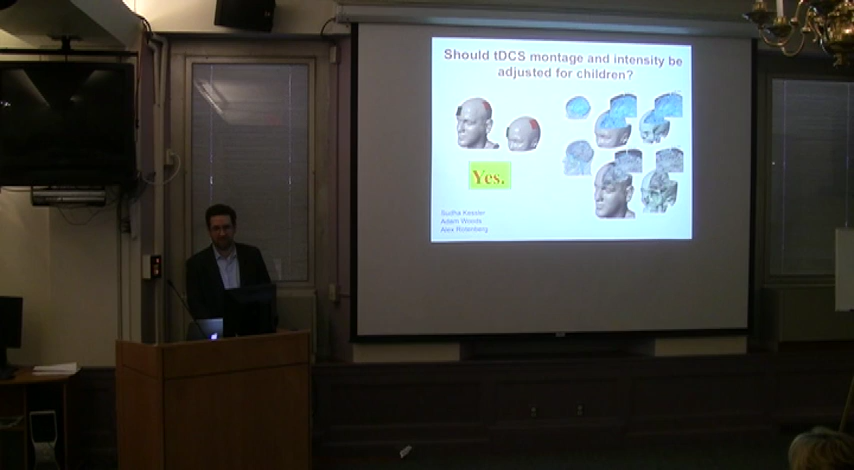 Should tDCS montage and intensity be
adjusted for children?
Yes.
Sudha Kessler
Adam Woods
Alex Rotenberg